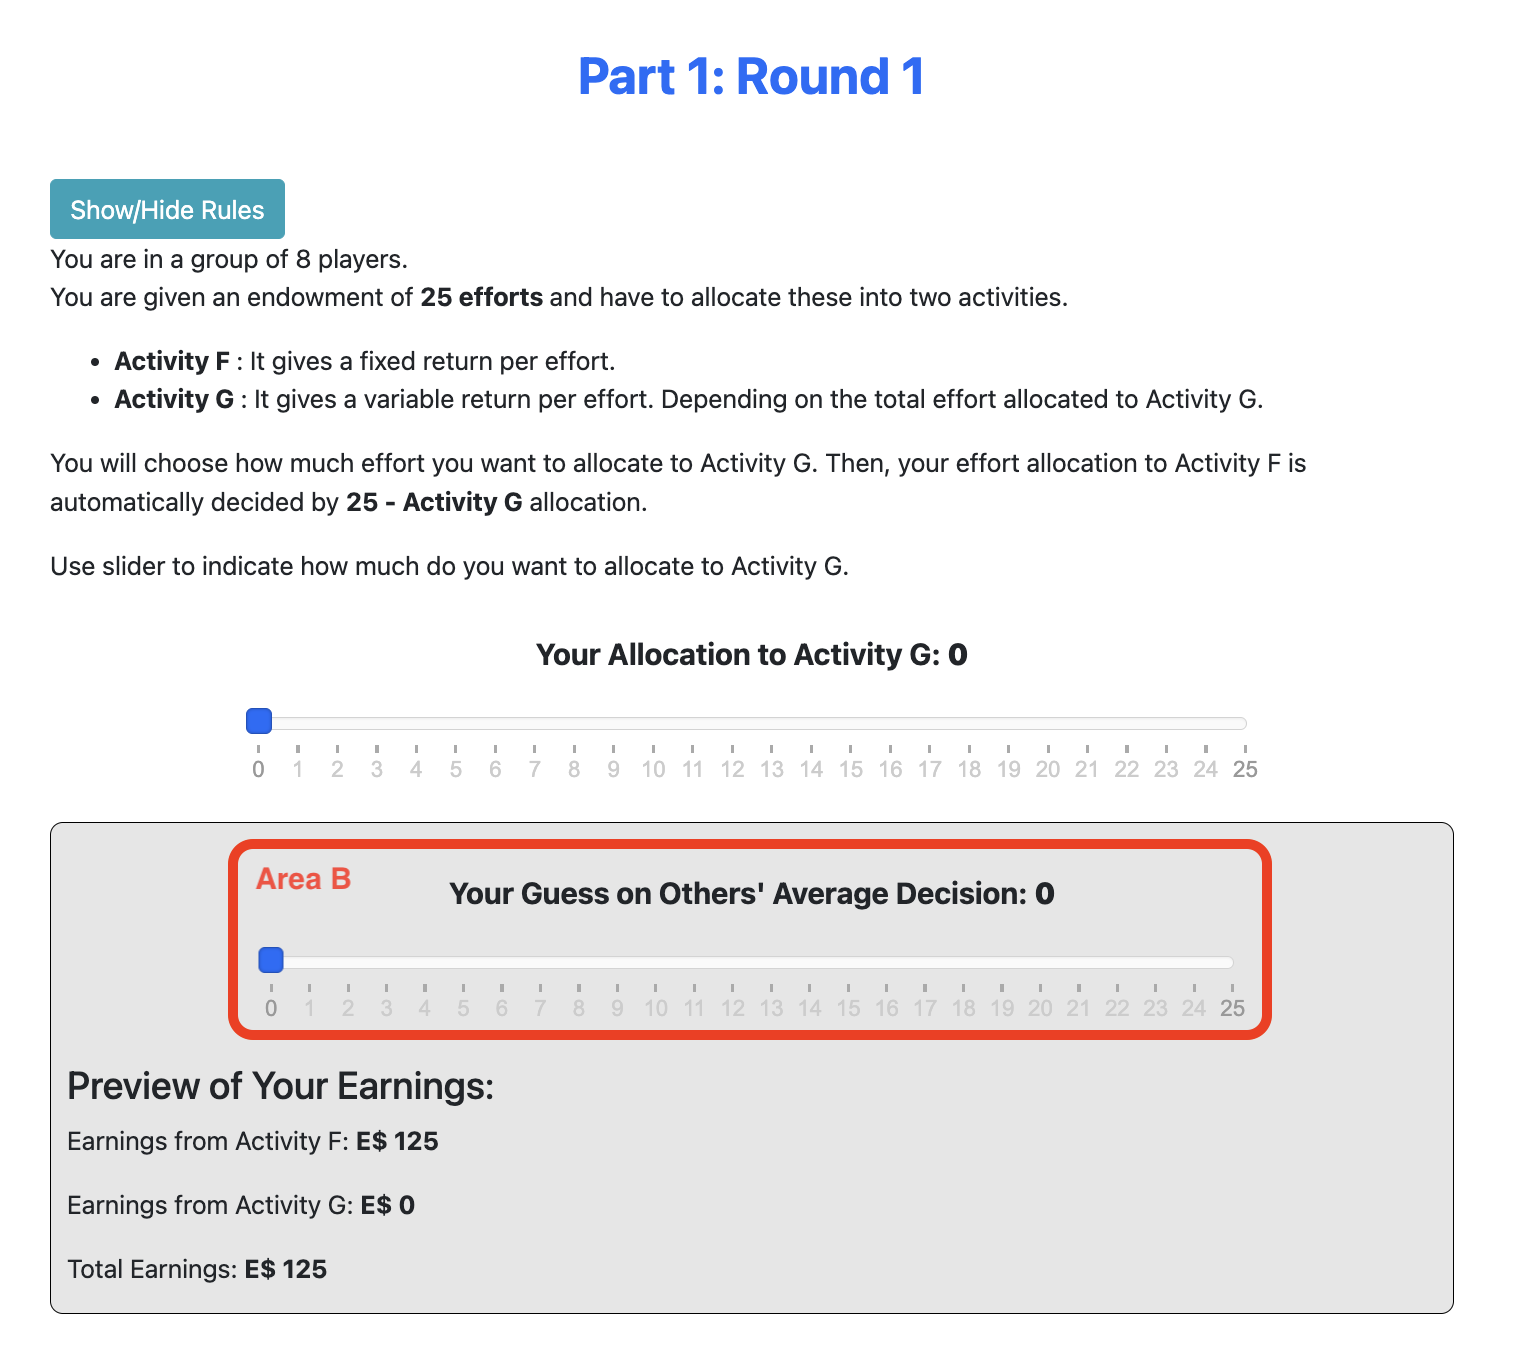 Part 1: Round 1
Show/Hide Rules
You are in a group of 8 players.
You are given an endowment of 25 efforts and have to allocate these into two activities.
• Activity F : It gives a fixed return per effort.
• Activity G : It gives a variable return per effort. Depending on the total effort allocated to Activity G.
You will choose how much effort you want to allocate to Activity G. Then, your effort allocation to Activity F is
automatically decided by 25 - Activity G allocation.
Use slider to indicate how much do you want to allocate to Activity G.
Your Allocation to Activity G: 0
0 1 2 3 4 5 6 7 8 9 10 11 12 13 14 15 16 17 18 19 20 21 22 23 24 25
Area B
Your Guess on Others' Average Decision: 0
0 1 2 3 4 5 6 7 8 9 10 11 12 13 14 15 16 17 18 19 20 21 22 23 24 25
Preview of Your Earnings:
Earnings from Activity F: E$ 125
Earnings from Activity G: E$ 0
Total Earnings: E$ 125